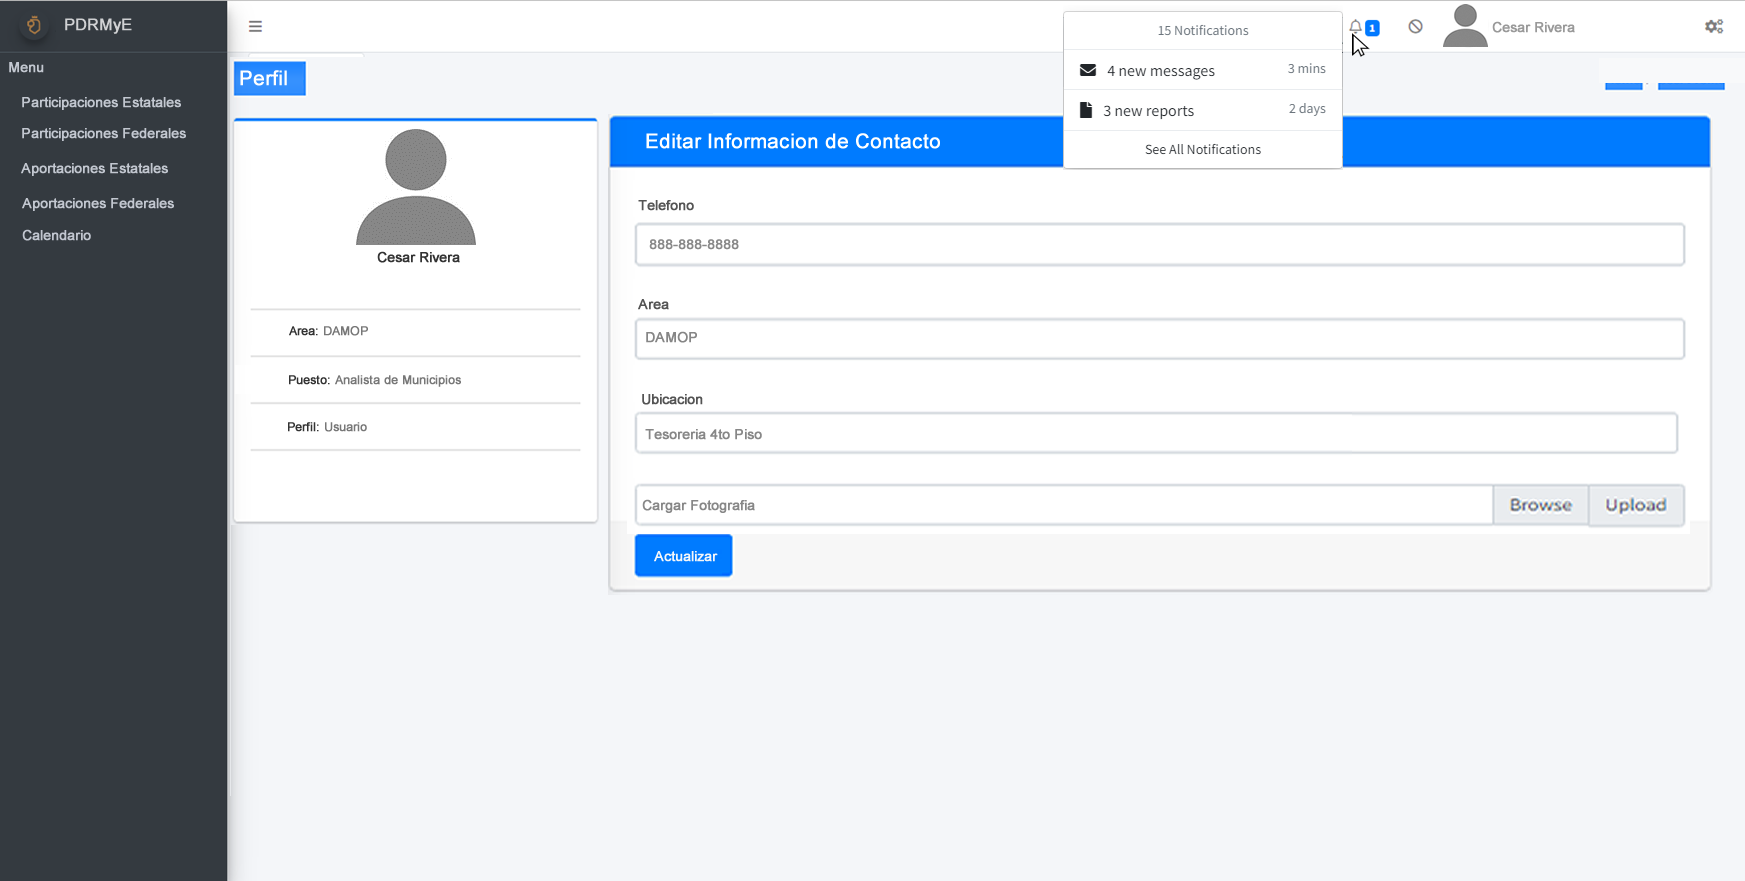 PDRMyE
Menu
Participaciones Estatales
Participaciones Federales
Aportaciones Estatales
Aportaciones Federales
Calendario
1
Cesar Rivera
15 Notifications
4 new messages 3 mins
3 new reports 2 days
See All Notifications
Perfil
Cesar Rivera
Area: DAMOP
Puesto: Analista de Municipios
Perfil: Usuario
Editar Informacion de Contacto
Telefono
888-888-8888
Area
DAMOP
Ubicacion
Tesoreria 4to Piso
Cargar Fotografia Browse Upload
Actualizar